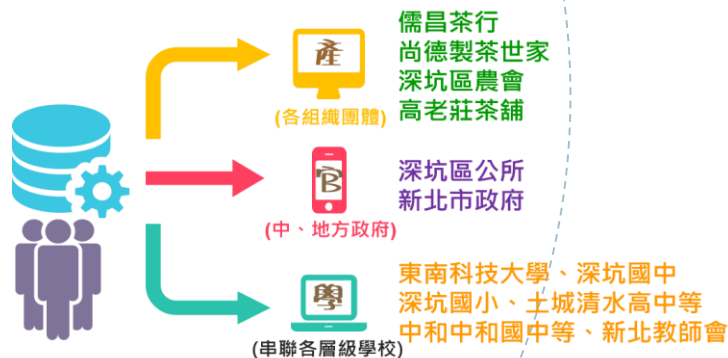 產
(各組織團體)
儒昌茶行
尚德製茶世家
深坑區農會
高老莊茶舖
官
(中、地方政府)
深坑區公所
新北市政府
學
(串聯各層級學校)
東南科技大學、深坑國中
深坑國小、土城清水高中等
中和中和國中等、新北教師會